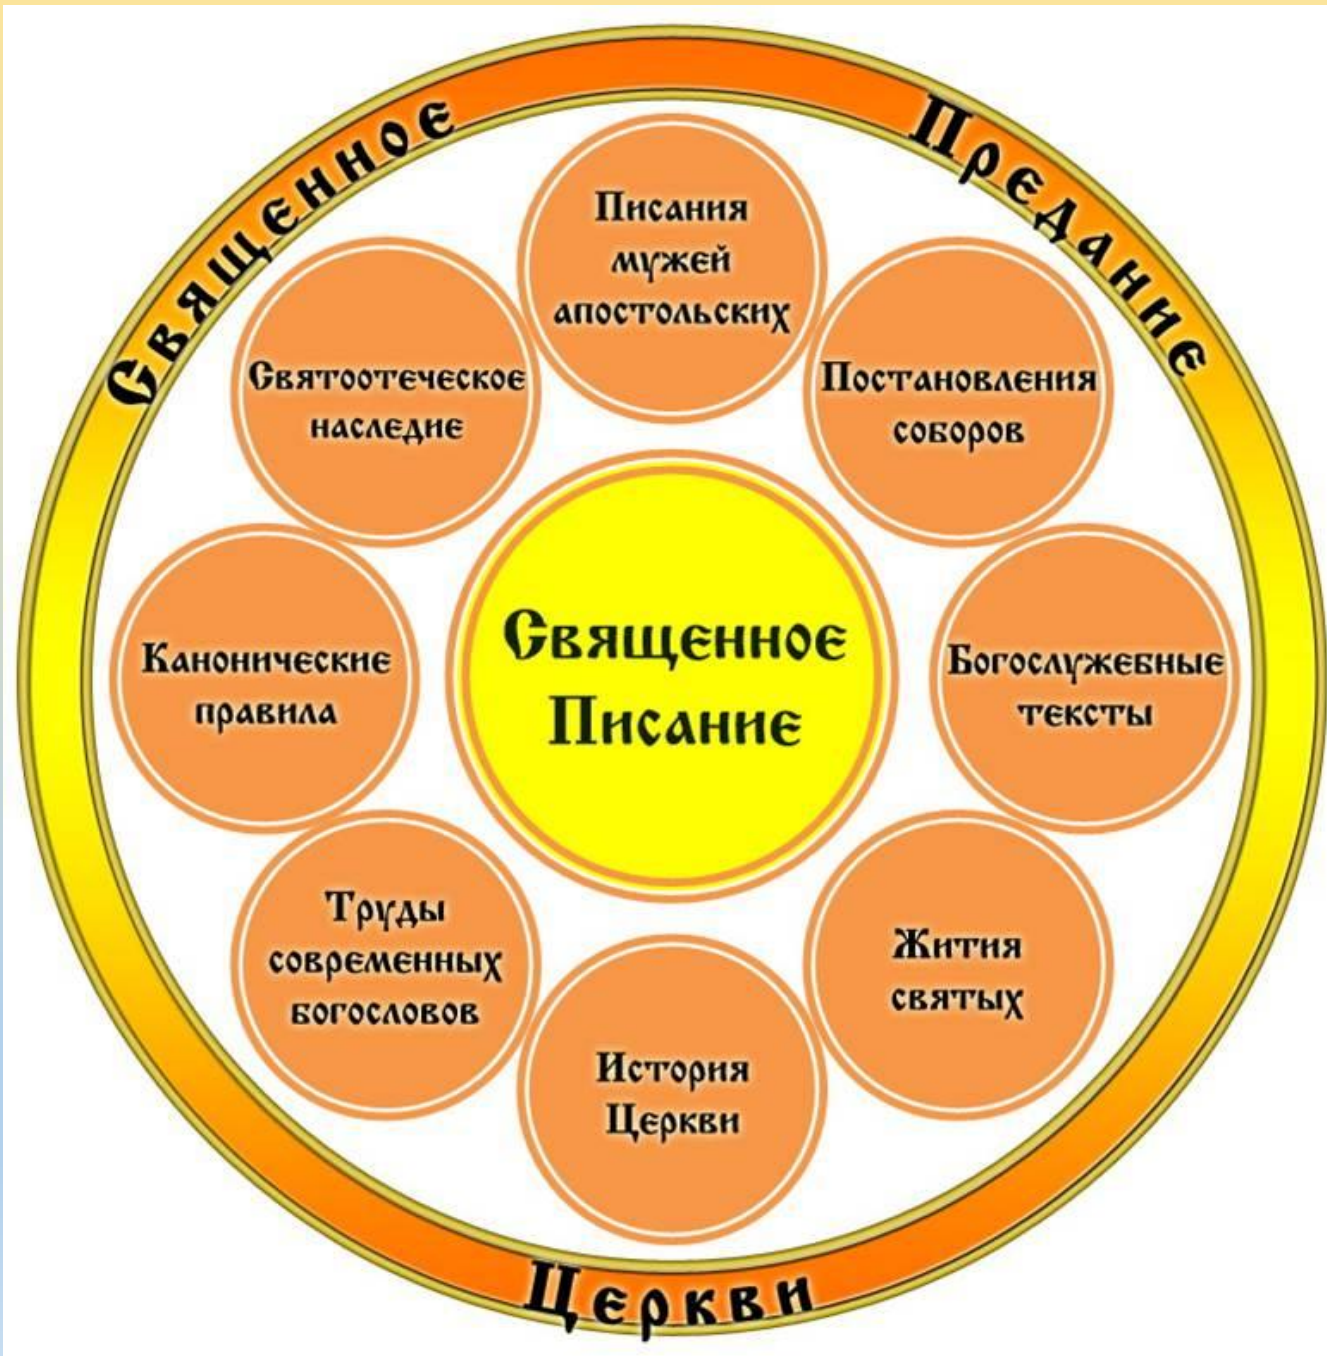 Священное
Предание
Писания
мужей
апостольских
Святоотеческое
наследие
Постановления
соборов
Священное
Писание
Канонические
правила
Богослужебные
тексты
Труды
современных
богословов
Жития
святых
История
Церкви
Церкви